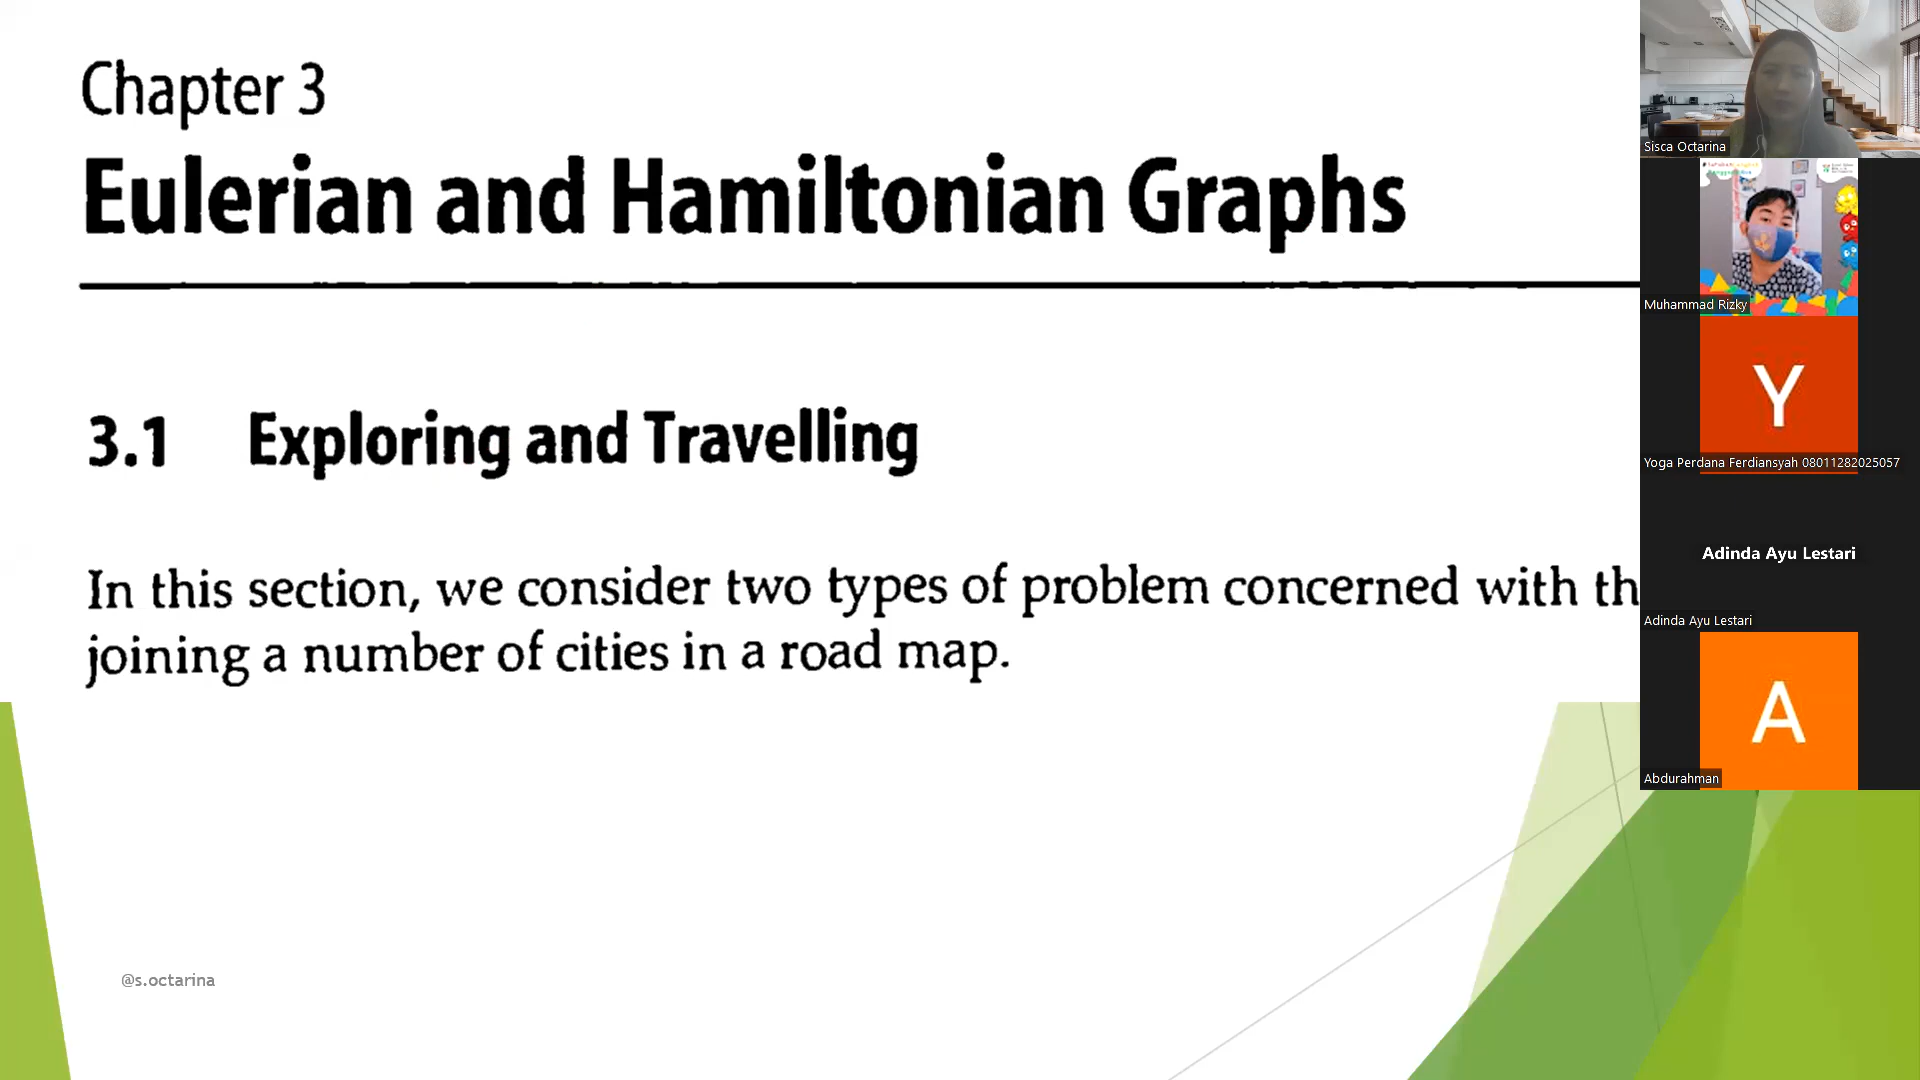 Chapter 3
Eulerian and Hamiltonian Graphs
3.1 Exploring and Travelling
In this section, we consider two types of problem concerned with th
joining a number of cities in a road map.
@s.octarina
Sisca Octarina
Muhammad Rizky
Y
Yoga Perdana Ferdiansyah 08011282025057
Adinda Ayu Lestari
Adinda Ayu Lestari
A
Abdurahman